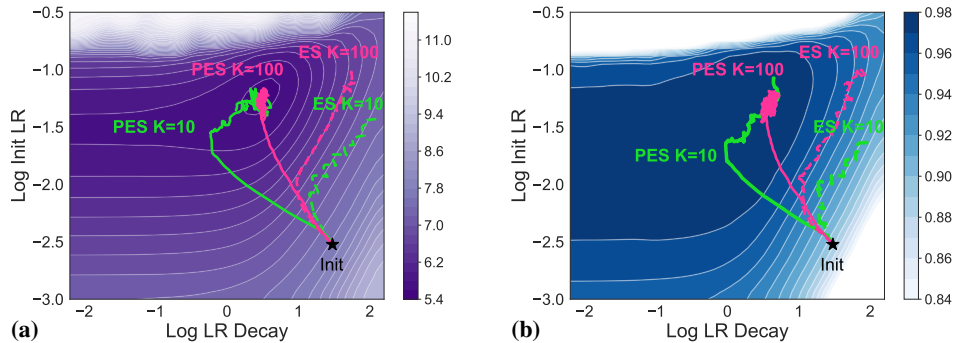 −0.5
−1.0
−1.5
−2.0
−2.5
−3.0
Log Init LR
ES K=100
PES K=100
ES K=10
PES K=10
Init
−2
−1
0
1
2
Log LR Decay
(a)
11.0
10.2
9.4
8.6
7.8
7.0
6.2
5.4
−0.5
−1.0
−1.5
−2.0
−2.5
−3.0
Log Init LR
ES K=100
PES K=100
ES K=10
PES K=10
Init
−2
−1
0
1
2
Log LR Decay
(b)
0.98
0.96
0.94
0.92
0.90
0.88
0.86
0.84